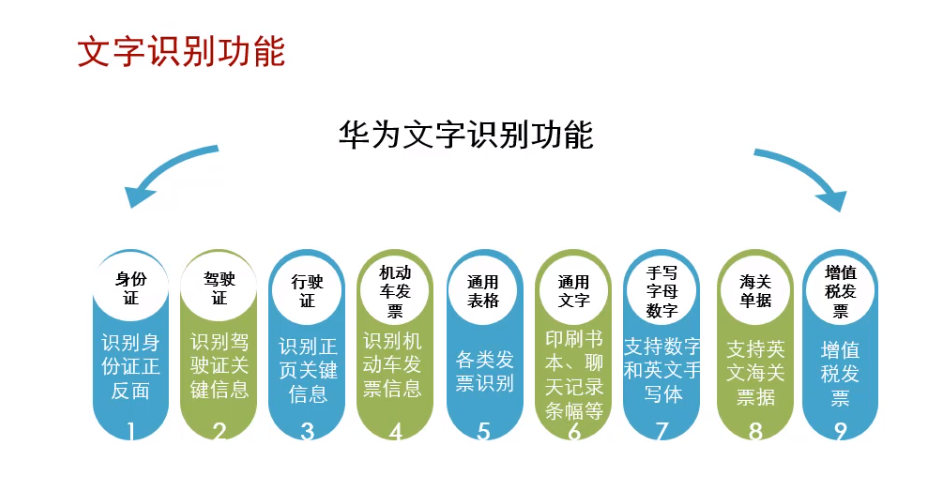 文字识别功能
华为文字识别功能
身份
证
识别身
份证正
反面
1
驾驶
证
识别驾
驶证关
键信息
2
行驶
证
识别正
页关键
信息
3
机动
车发
票
识别机
动车发
票信息
4
通用
表格
各类发
票识别
5
通用
文字
印刷书
本、聊
天记录
条幅等
6
手写
字母
数字
支持数字
和英文手
写体
7
海关
单据
支持英
文海关
票据
8
增值
税发
票
增值
税发
票
9